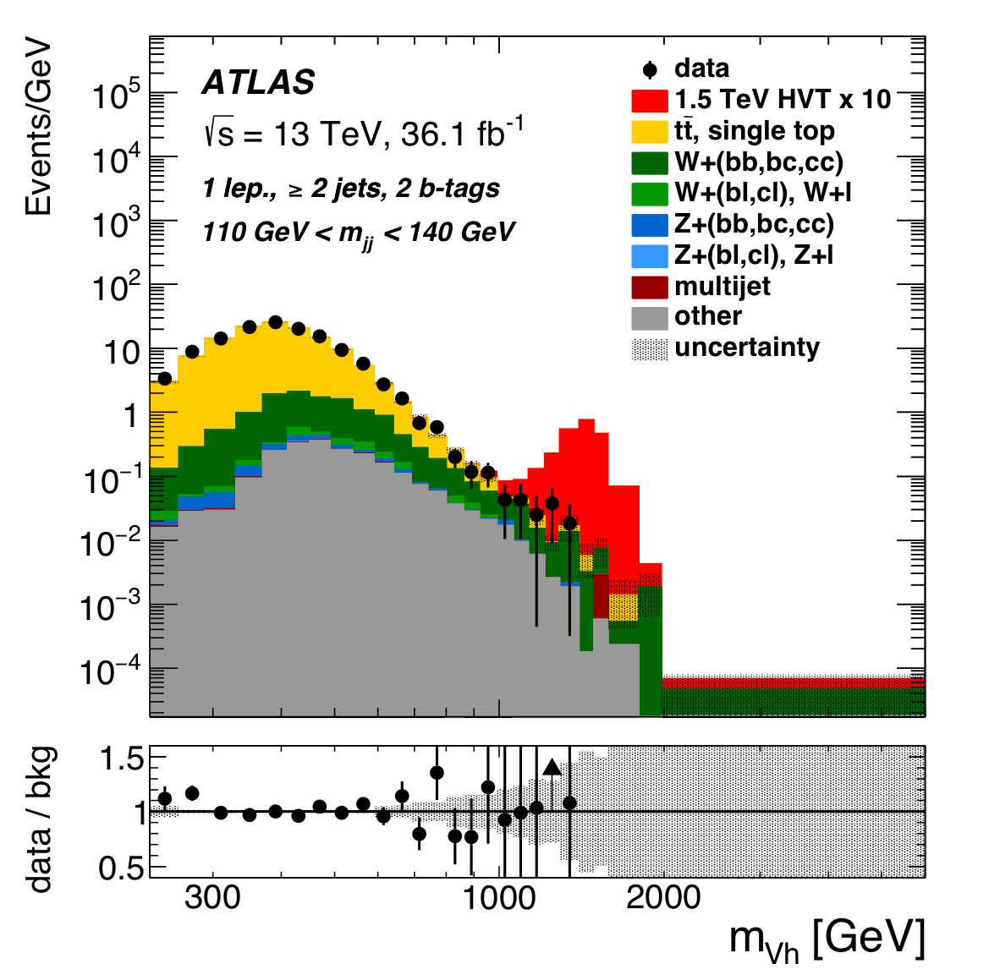 Events/GeV
10⁵
10⁴
10³
10²
10
1
10⁻¹
10⁻²
10⁻³
10⁻⁴
ATLAS
√s = 13 TeV, 36.1 fb⁻¹
1 lep., ≥ 2 jets, 2 b-tags
110 GeV < m_jj < 140 GeV
data
1.5 TeV HVT x 10
tt̄, single top
W+(bb,bc,cc)
W+(bl,cl), W+l
Z+(bb,bc,cc)
Z+(bl,cl), Z+l
multijet
other
uncertainty
data / bkg
1.5
1
0.5
300 1000 2000
m_Vh [GeV]